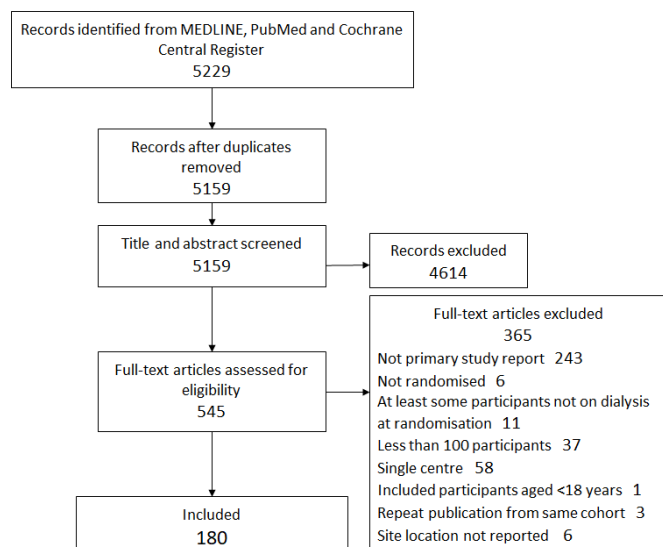 Records identified from MEDLINE, PubMed and Cochrane
Central Register
5229
Records after duplicates
removed
5159
Title and abstract screened
5159
Records excluded
4614
Full-text articles assessed for
eligibility
545
Full-text articles excluded
365
Not primary study report 243
Not randomised 6
At least some participants not on dialysis
at randomisation 11
Less than 100 participants 37
Single centre 58
Included participants aged <18 years 1
Repeat publication from same cohort 3
Site location not reported 6
Included
180